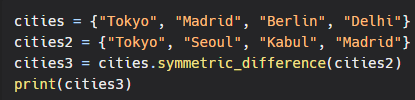 cities = {"Tokyo", "Madrid", "Berlin", "Delhi"}
cities2 = {"Tokyo", "Seoul", "Kabul", "Madrid"}
cities3 = cities.symmetric_difference(cities2)
print(cities3)